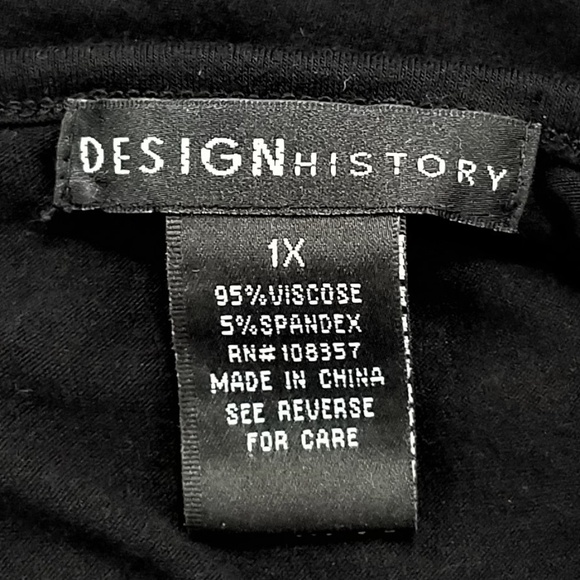 DESIGNHISTORY
1X
95%VISCOSE
5%SPANDEX
RN#108357
MADE IN CHINA
SEE REVERSE
FOR CARE